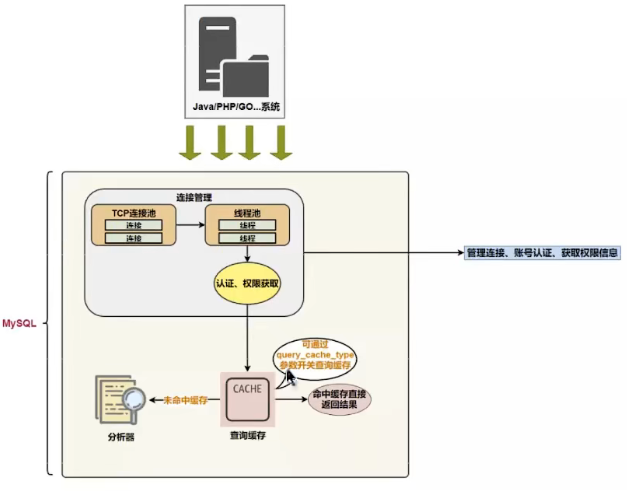 Java/PHP/GO...系统
连接管理
TCP连接池
线程池
连接
线程
连接
线程
管理连接、账号认证、获取权限信息
认证、权限获取
MySQL
可通过
query_cache_type
参数开关查询缓存
CACHE
未命中缓存
命中缓存直接
返回结果
分析器
查询缓存